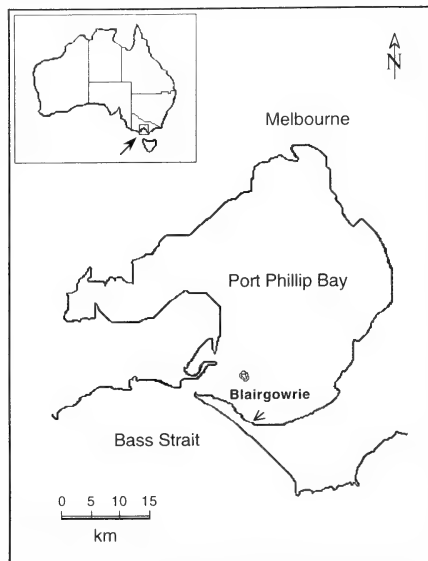 N
Melbourne
Port Phillip Bay
Blairgowrie
Bass Strait
0 5 10 15
km